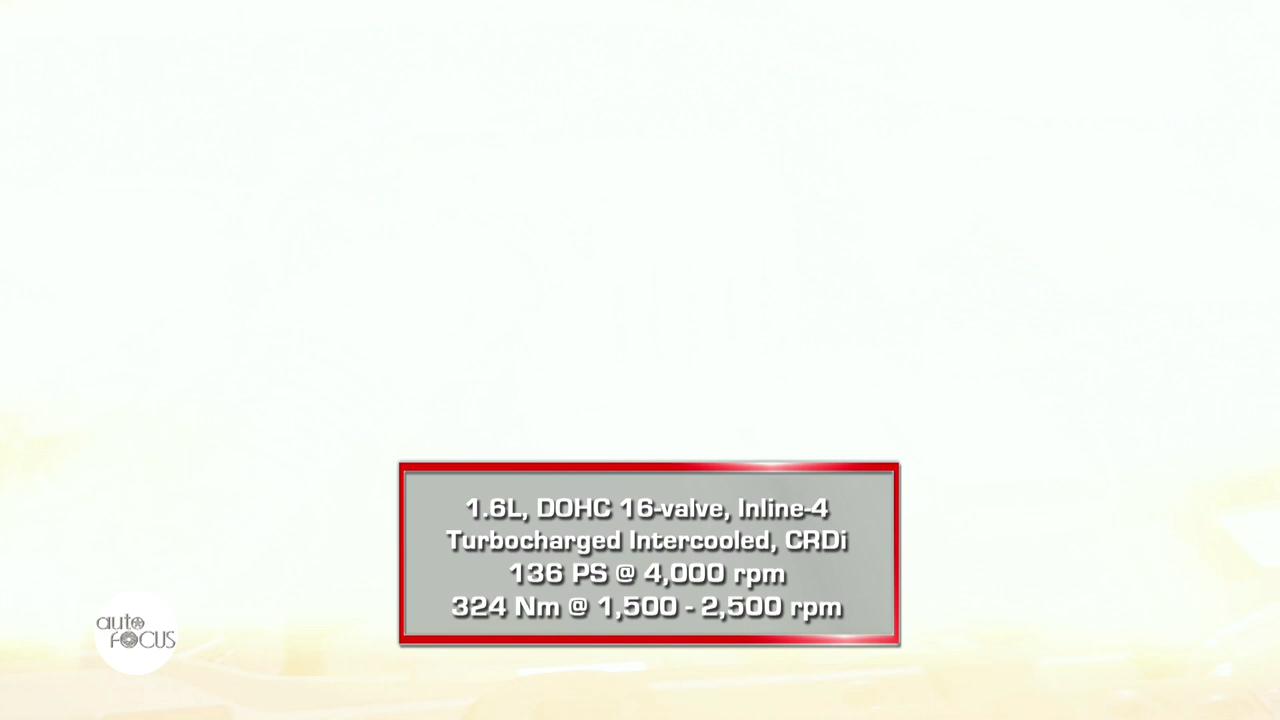 1.6L, DOHC 16-valve, Inline-4
Turbocharged Intercooled, CRDi
136 PS @ 4,000 rpm
324 Nm @ 1,500 - 2,500 rpm
auto
FOCUS